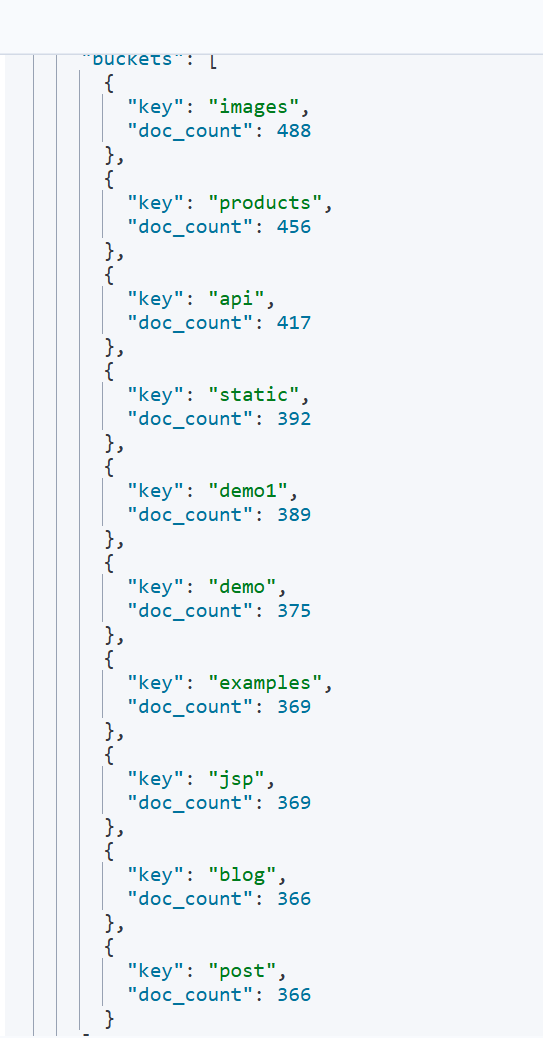 "buckets": [
{
"key": "images",
"doc_count": 488
},
{
"key": "products",
"doc_count": 456
},
{
"key": "api",
"doc_count": 417
},
{
"key": "static",
"doc_count": 392
},
{
"key": "demo1",
"doc_count": 389
},
{
"key": "demo",
"doc_count": 375
},
{
"key": "examples",
"doc_count": 369
},
{
"key": "jsp",
"doc_count": 369
},
{
"key": "blog",
"doc_count": 366
},
{
"key": "post",
"doc_count": 366
}